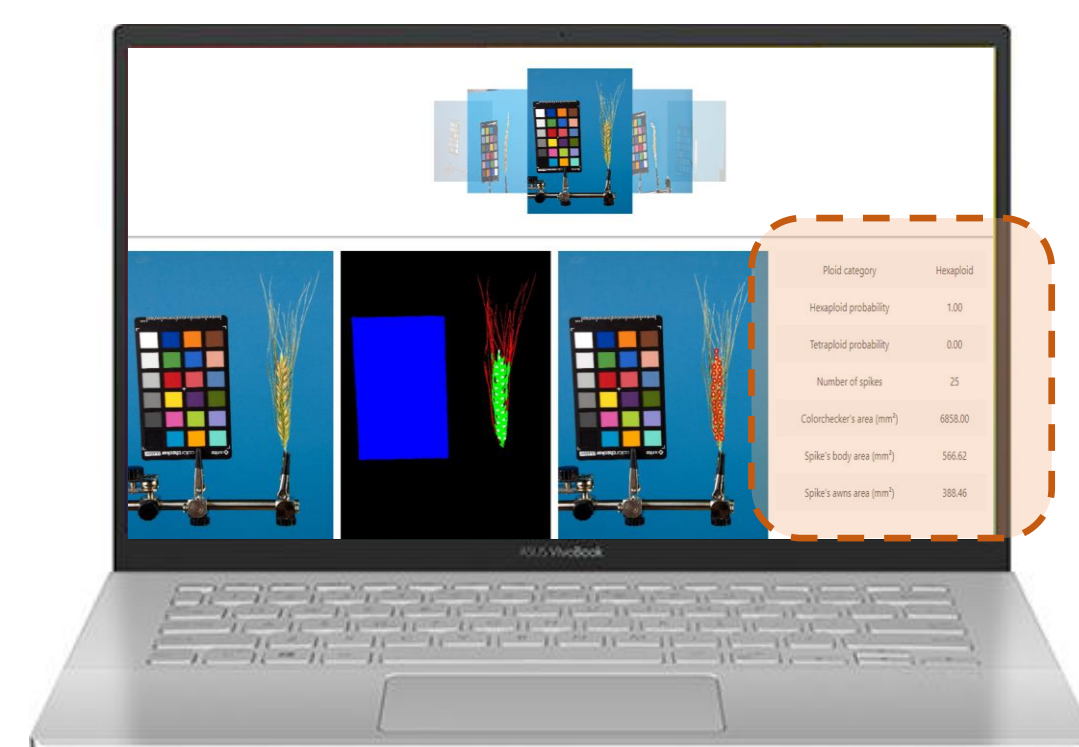 Ploid category Hexaploid
Hexaploid probability 1.00
Tetraploid probability 0.00
Number of spikes 25
Colorchecker's area (mm²) 6858.00
Spike's body area (mm²) 566.62
Spike's awns area (mm²) 388.46
ASUS VivoBook